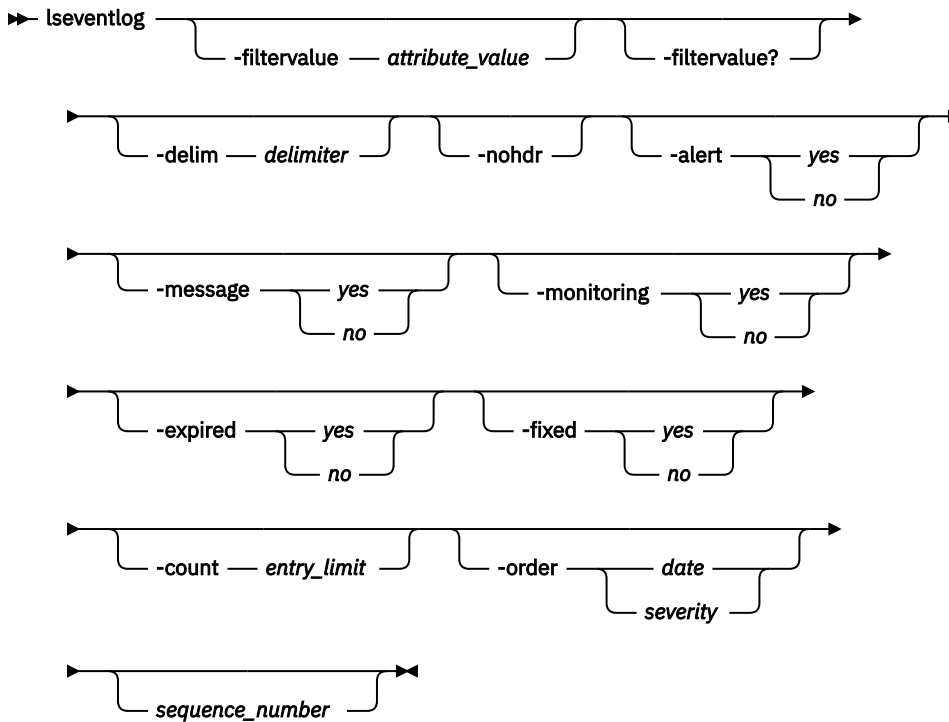 lseventlog
-filtervalue attribute_value -filtervalue?
-delim delimiter -nohdr -alert yes
no
-message yes -monitoring yes
no no
-expired yes -fixed yes
no no
-count entry_limit -order date
severity
sequence_number